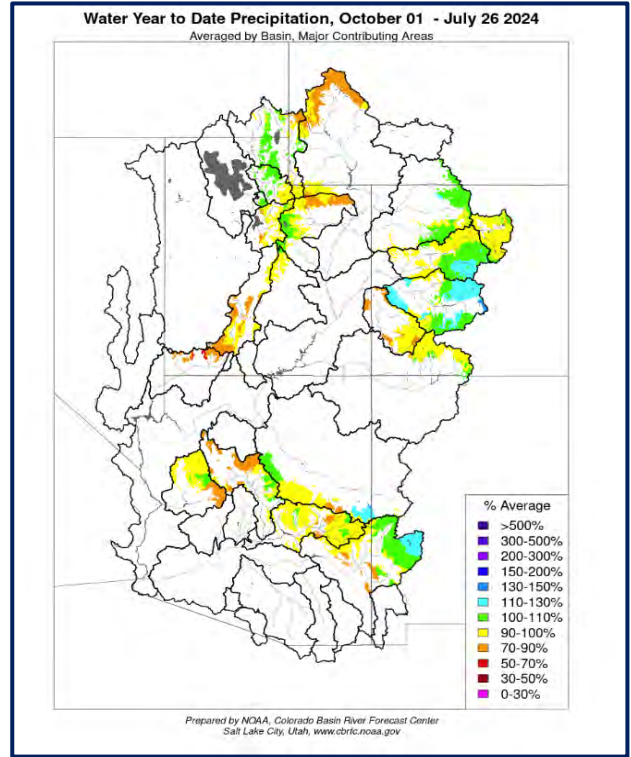 Water Year to Date Precipitation, October 01 - July 26 2024
Averaged by Basin, Major Contributing Areas
% Average
>500%
300-500%
200-300%
150-200%
130-150%
110-130%
100-110%
90-100%
70-90%
50-70%
30-50%
0-30%
Prepared by NOAA, Colorado Basin River Forecast Center
Salt Lake City, Utah, www.cbrfc.noaa.gov